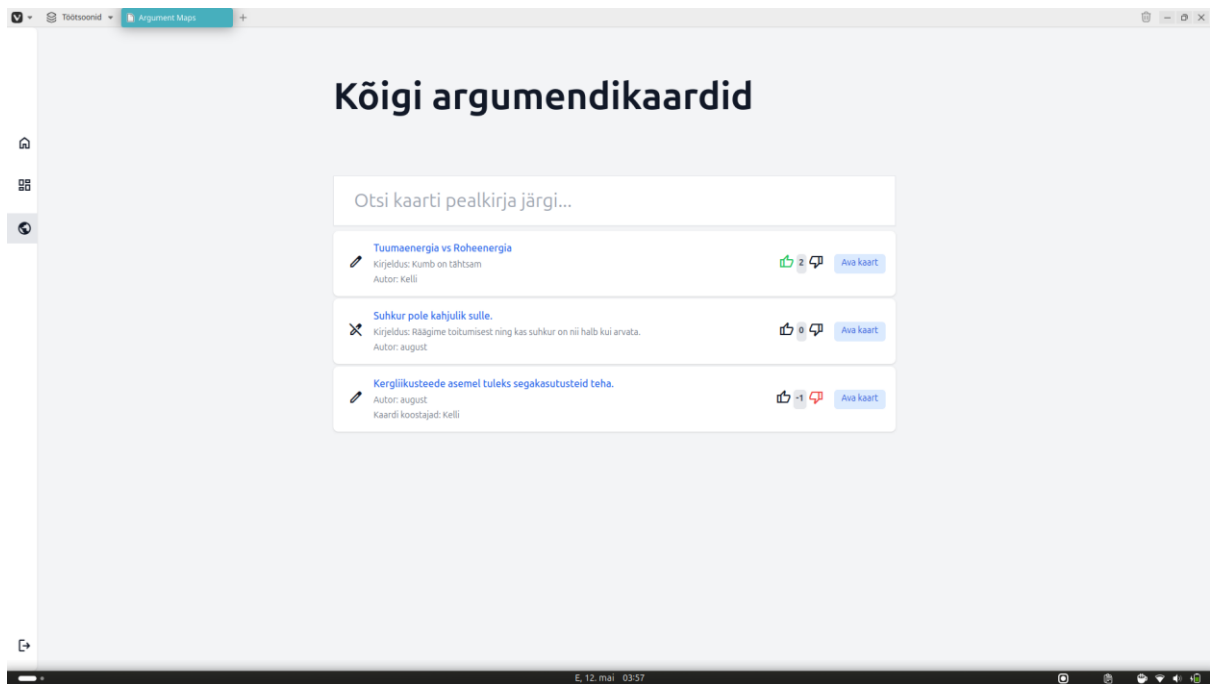 Töötsoonid
Argument Maps
Kõigi argumendikaardid
Otsi kaarti pealkirja järgi...
Tuumaenergia vs Roheenergia
Kirjeldus: Kumb on tähtsam
Autor: Kelli
2
Ava kaart
Suhkur pole kahjulik sulle.
Kirjeldus: Räägime toitumisest ning kas suhkur on nii halb kui arvata.
Autor: august
0
Ava kaart
Kergliikusteede asemel tuleks segakasutusteid teha.
Autor: august
Kaardi koostajad: Kelli
-1
Ava kaart
E, 12. mai 03:57